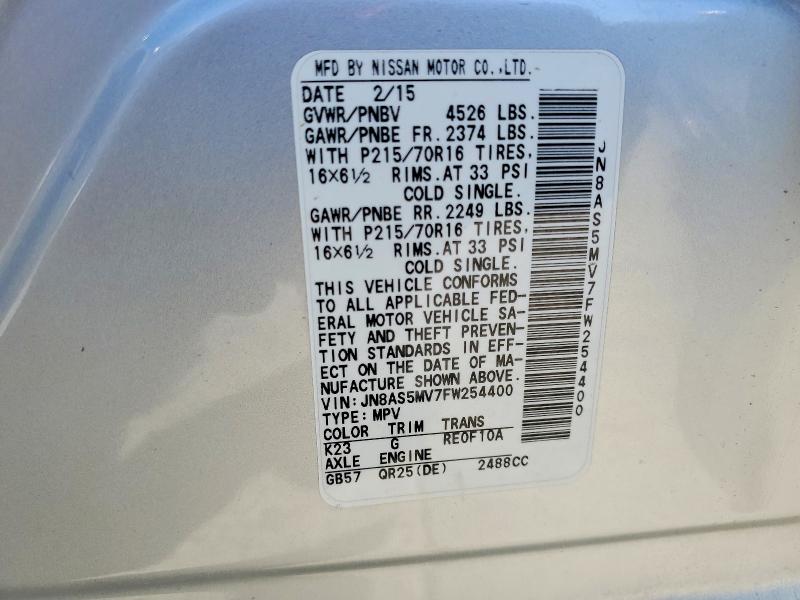 MFD BY NISSAN MOTOR CO.,LTD.
DATE 2/15
GVWR/PNBV 4526 LBS.
GAWR/PNBE FR. 2374 LBS.
WITH P215/70R16 TIRES,
16×6½ RIMS. AT 33 PSI
COLD SINGLE.
GAWR/PNBE RR. 2249 LBS.
WITH P215/70R16 TIRES,
16×6½ RIMS. AT 33 PSI
COLD SINGLE.
THIS VEHICLE CONFORMS
TO ALL APPLICABLE FED-
ERAL MOTOR VEHICLE SA-
FETY AND THEFT PREVEN-
TION STANDARDS IN EFF-
ECT ON THE DATE OF MA-
NUFACTURE SHOWN ABOVE.
VIN: JN8AS5MV7FW254400
TYPE: MPV
COLOR TRIM TRANS
K23 G RE0F10A
AXLE ENGINE
GB57 QR25(DE) 2488CC
JN8AS5MV7FW254400